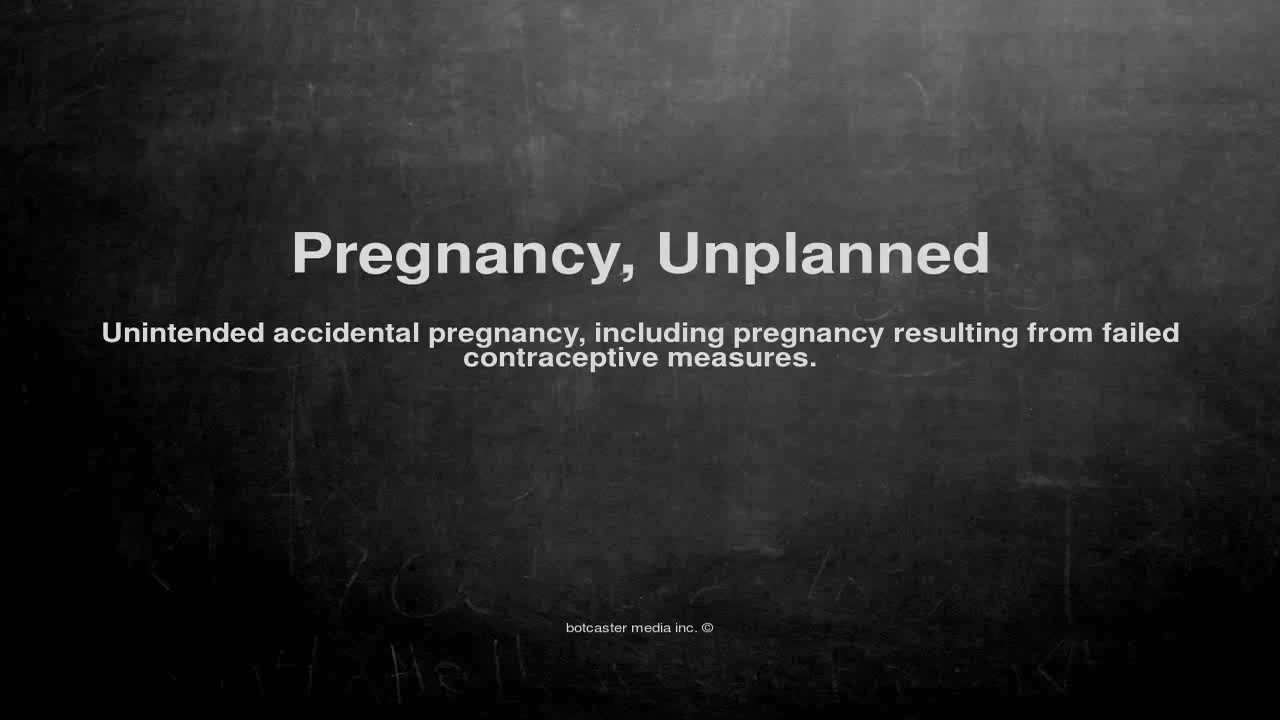 Pregnancy, Unplanned
Unintended accidental pregnancy, including pregnancy resulting from failed
contraceptive measures.
botcaster media inc. ©